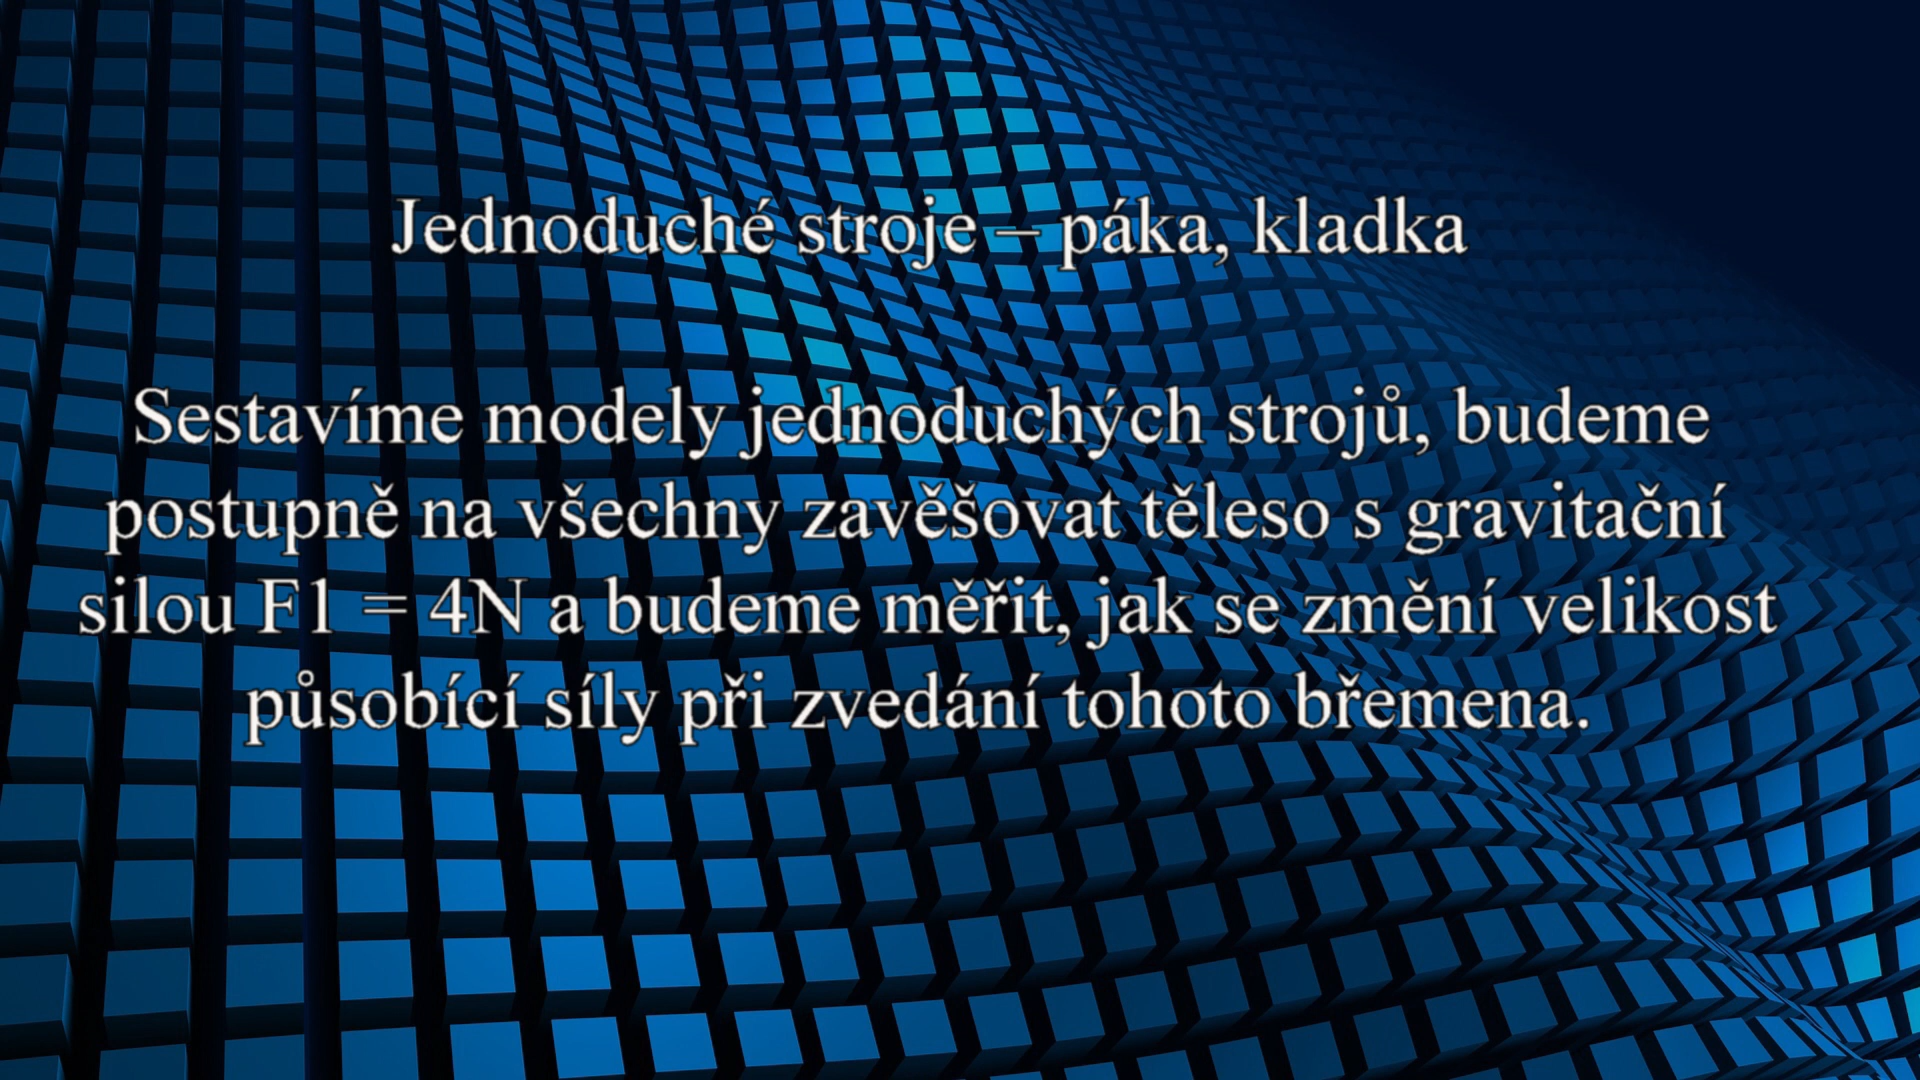 Jednoduché stroje – páka, kladka
Sestavíme modely jednoduchých strojů, budeme
postupně na všechny zavěšovat těleso s gravitační
silou F1 = 4N a budeme měřit, jak se změní velikost
působící síly při zvedání tohoto břemena.